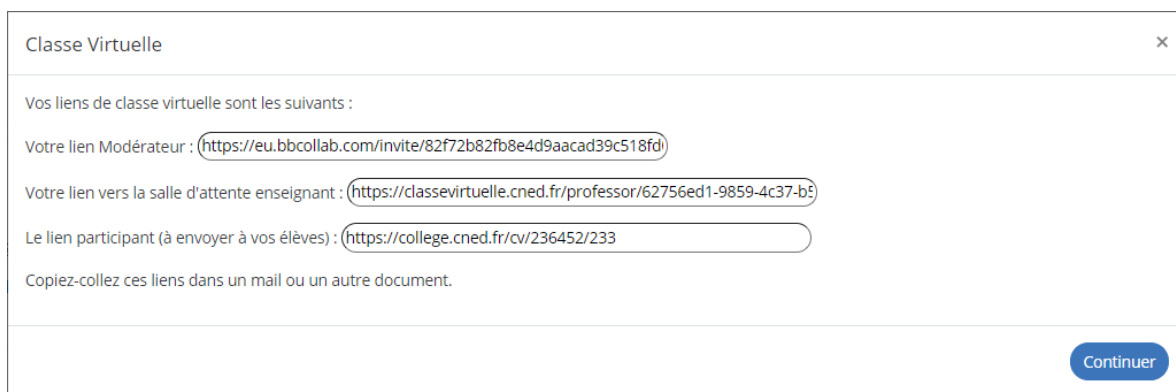 Classe Virtuelle ×
Vos liens de classe virtuelle sont les suivants :
Votre lien Modérateur : https://eu.bbcollab.com/invite/82f72b82fb8e4d9aacad39c518fd
Votre lien vers la salle d'attente enseignant : https://classevirtuelle.cned.fr/professor/62756ed1-9859-4c37-b5
Le lien participant (à envoyer à vos élèves) : https://college.cned.fr/cv/236452/233
Copiez-collez ces liens dans un mail ou un autre document.
Continuer